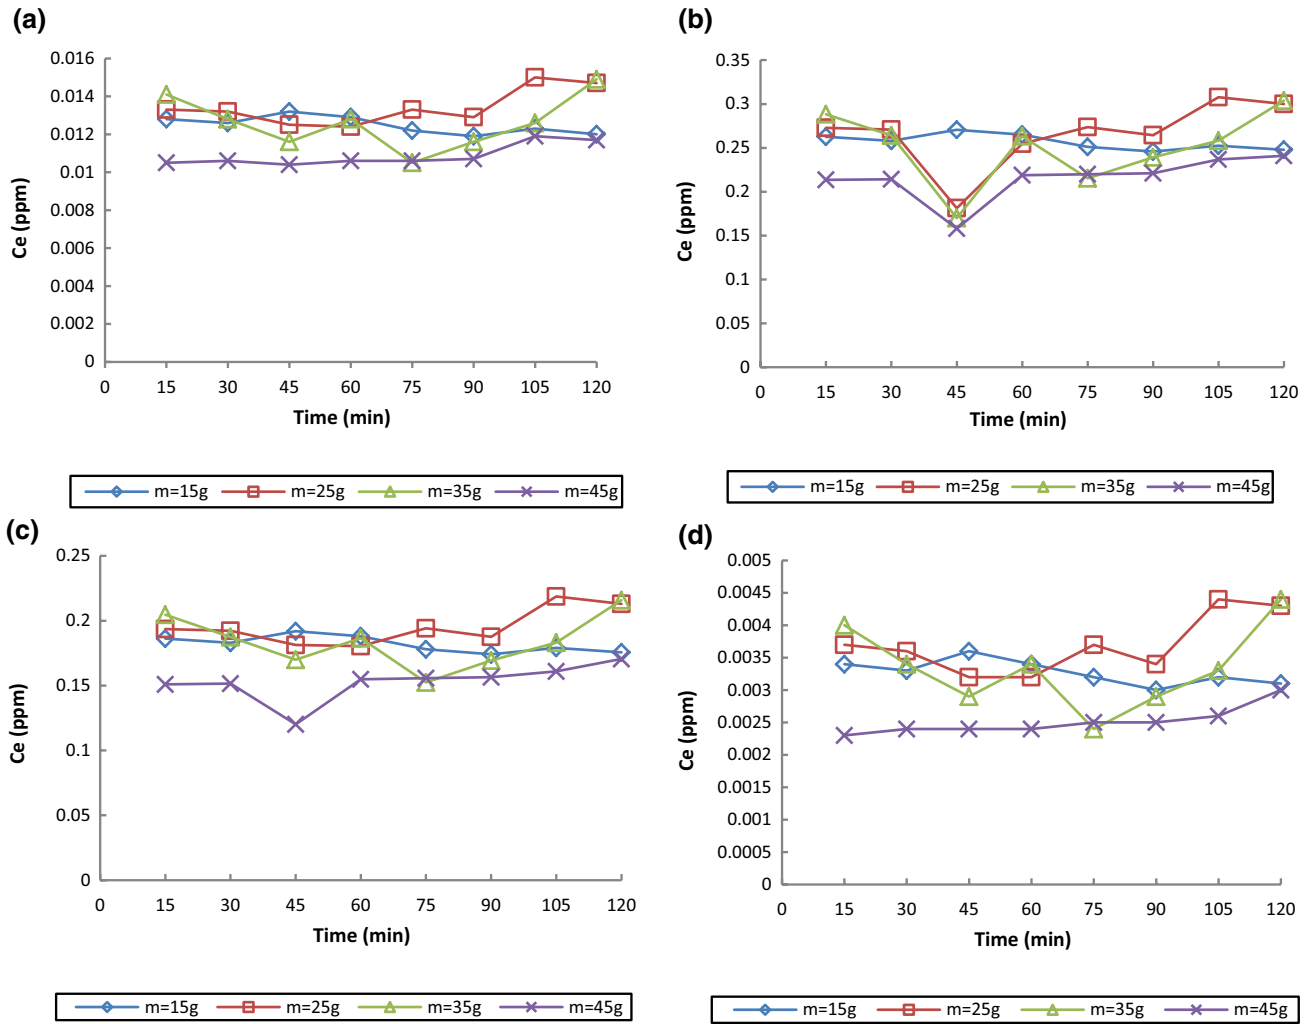 (a)
0.016
0.014
0.012
0.01
0.008
0.006
0.004
0.002
0
Ce (ppm)
0 15 30 45 60 75 90 105 120
Time (min)
m=15g m=25g m=35g m=45g
(b)
0.35
0.3
0.25
0.2
0.15
0.1
0.05
0
Ce (ppm)
0 15 30 45 60 75 90 105 120
Time (min)
m=15g m=25g m=35g m=45g
(c)
0.25
0.2
0.15
0.1
0.05
0
Ce (ppm)
0 15 30 45 60 75 90 105 120
Time (min)
m=15g m=25g m=35g m=45g
(d)
0.005
0.0045
0.004
0.0035
0.003
0.0025
0.002
0.0015
0.001
0.0005
0
Ce (ppm)
0 15 30 45 60 75 90 105 120
Time (min)
m=15g m=25g m=35g m=45g